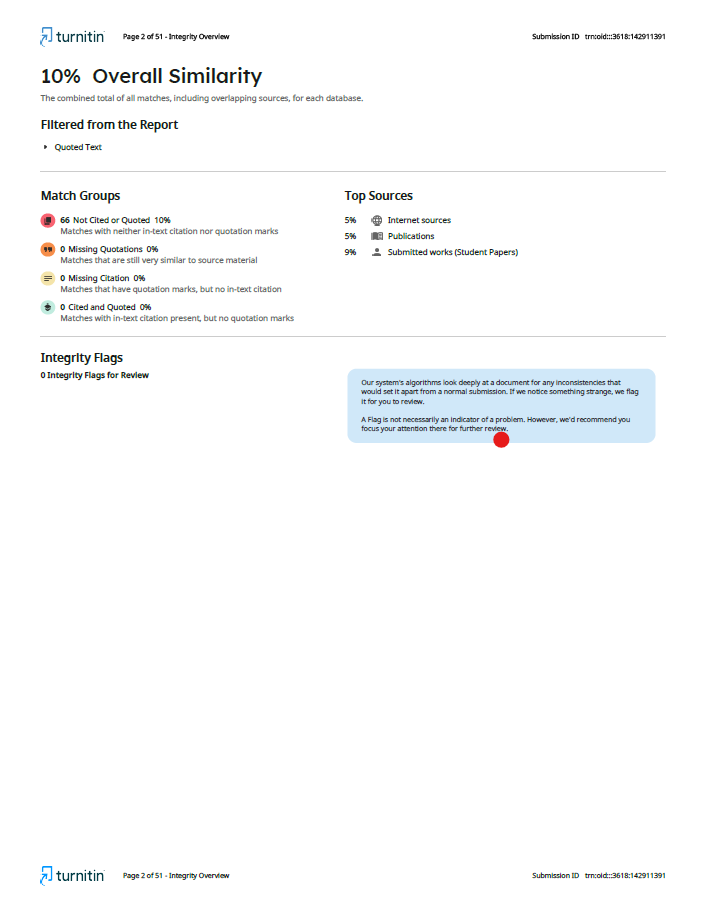 turnitin Page 2 of 51 - Integrity Overview Submission ID trn:oid:::3618:142911391
10% Overall Similarity
The combined total of all matches, including overlapping sources, for each database.
Filtered from the Report
Quoted Text
Match Groups
66 Not Cited or Quoted 10%
Matches with neither in-text citation nor quotation marks
0 Missing Quotations 0%
Matches that are still very similar to source material
0 Missing Citation 0%
Matches that have quotation marks, but no in-text citation
0 Cited and Quoted 0%
Matches with in-text citation present, but no quotation marks
Top Sources
5% Internet sources
5% Publications
9% Submitted works (Student Papers)
Integrity Flags
0 Integrity Flags for Review
Our system's algorithms look deeply at a document for any inconsistencies that
would set it apart from a normal submission. If we notice something strange, we flag
it for you to review.
A Flag is not necessarily an indicator of a problem. However, we'd recommend you
focus your attention there for further review.
turnitin Page 2 of 51 - Integrity Overview Submission ID trn:oid:::3618:142911391